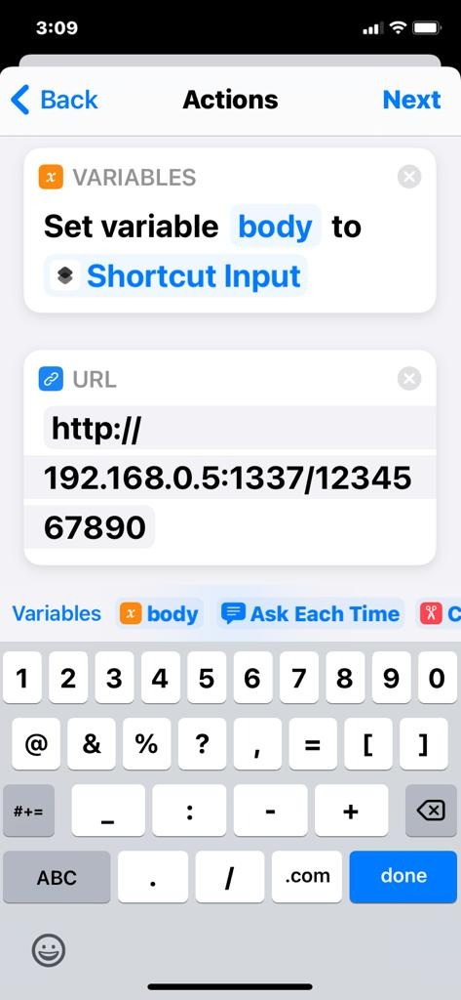 3:09
Back Actions Next
VARIABLES
Set variable body to
Shortcut Input
URL
http://
192.168.0.5:1337/12345
67890
Variables body Ask Each Time C
1 2 3 4 5 6 7 8 9 0
@ & % ? , = [ ]
#+= _ : - +
ABC . / .com done